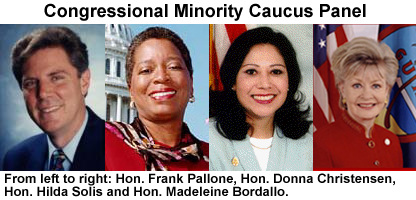 Congressional Minority Caucus Panel
From left to right: Hon. Frank Pallone, Hon. Donna Christensen,
Hon. Hilda Solis and Hon. Madeleine Bordallo.